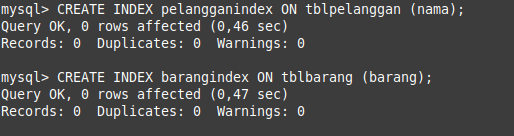 mysql> CREATE INDEX pelangganindex ON tblpelanggan (nama);
Query OK, 0 rows affected (0,46 sec)
Records: 0  Duplicates: 0  Warnings: 0

mysql> CREATE INDEX barangindex ON tblbarang (barang);
Query OK, 0 rows affected (0,47 sec)
Records: 0  Duplicates: 0  Warnings: 0